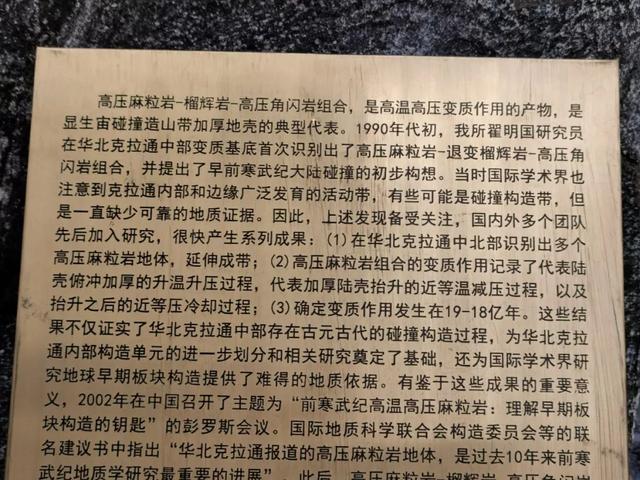 高压麻粒岩-榴辉岩-高压角闪岩组合，是高温高压变质作用的产物，是
显生宙碰撞造山带加厚地壳的典型代表。1990年代初，我所翟明国研究员
在华北克拉通中部变质基底首次识别出了高压麻粒岩-退变榴辉岩-高压角
闪岩组合，并提出了早前寒武纪大陆碰撞的初步构想。当时国际学术界也
注意到克拉通内部和边缘广泛发育的活动带，有些可能是碰撞构造带，但
是一直缺少可靠的地质证据。因此，上述发现备受关注，国内外多个团队
先后加入研究，很快产生系列成果：(1)在华北克拉通中北部识别出多个
高压麻粒岩地体，延伸成带；(2)高压麻粒岩组合的变质作用记录了代表陆
壳俯冲加厚的升温升压过程，代表加厚陆壳抬升的近等温减压过程，以及
抬升之后的近等压冷却过程；(3)确定变质作用发生在19-18亿年。这些结
果不仅证实了华北克拉通中部存在古元古代的碰撞构造过程，为华北克拉
通内部构造单元的进一步划分和相关研究奠定了基础，还为国际学术界研
究地球早期板块构造提供了难得的地质依据。有鉴于这些成果的重要意
义，2002年在中国召开了主题为“前寒武纪高温高压麻粒岩：理解早期板
块构造的钥匙”的彭罗斯会议。国际地质科学联合会构造委员会等的联
名建议书中指出“华北克拉通报道的高压麻粒岩地体，是过去10年来前寒
武纪地质学研究最重要的进展”。此后，高压麻粒岩-榴辉岩-高压角闪岩